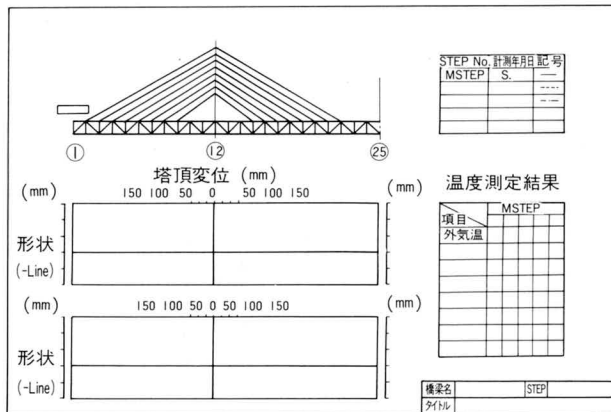 STEP No. 計測年月日 記号
MSTEP S.
① ⑫ ㉕
塔頂変位 (mm)
(mm) 150 100 50 0 50 100 150 (mm)
形状
(-Line)
(mm) 150 100 50 0 50 100 150 (mm)
形状
(-Line)
温度測定結果
項目 MSTEP
外気温
橋梁名 STEP
タイトル